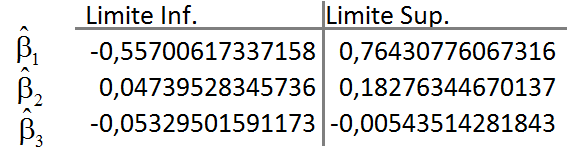 Limite Inf. Limite Sup.
β̂1 -0,55700617337158 0,76430776067316
β̂2 0,04739528345736 0,18276344670137
β̂3 -0,05329501591173 -0,00543514281843